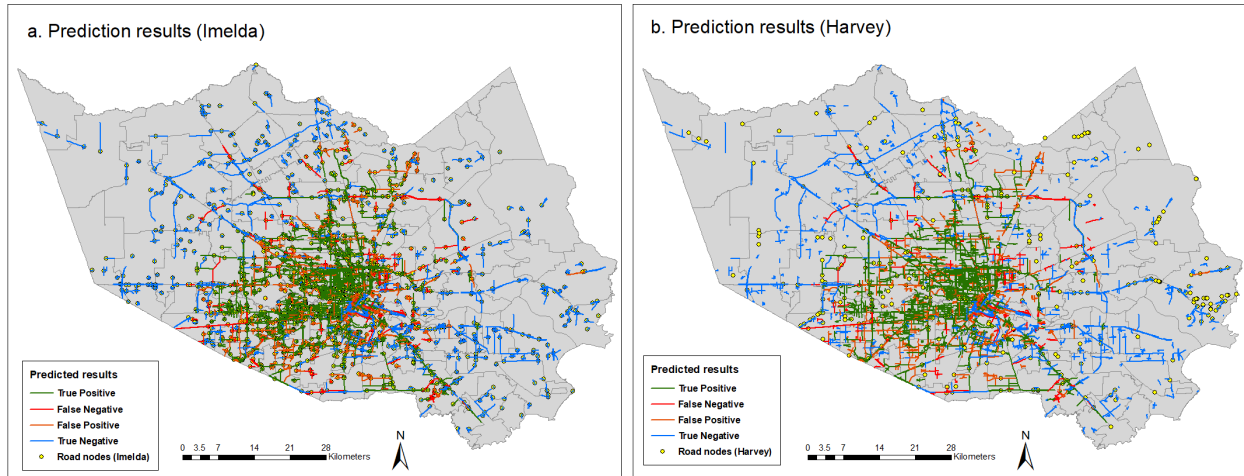 a. Prediction results (Imelda)
Predicted results
True Positive
False Negative
False Positive
True Negative
Road nodes (Imelda)
0 3.5 7 14 21 28
Kilometers
N
b. Prediction results (Harvey)
Predicted results
True Positive
False Negative
False Positive
True Negative
Road nodes (Harvey)
0 3.5 7 14 21 28
Kilometers
N